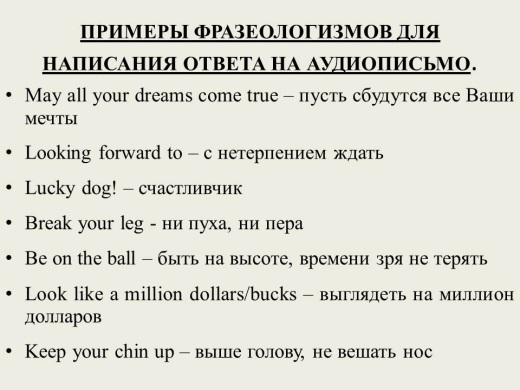 ПРИМЕРЫ ФРАЗЕОЛОГИЗМОВ ДЛЯ
НАПИСАНИЯ ОТВЕТА НА АУДИОПИСЬМО.
• May all your dreams come true – пусть сбудутся все Ваши
мечты
• Looking forward to – с нетерпением ждать
• Lucky dog! – счастливчик
• Break your leg - ни пуха, ни пера
• Be on the ball – быть на высоте, времени зря не терять
• Look like a million dollars/bucks – выглядеть на миллион
долларов
• Keep your chin up – выше голову, не вешать нос